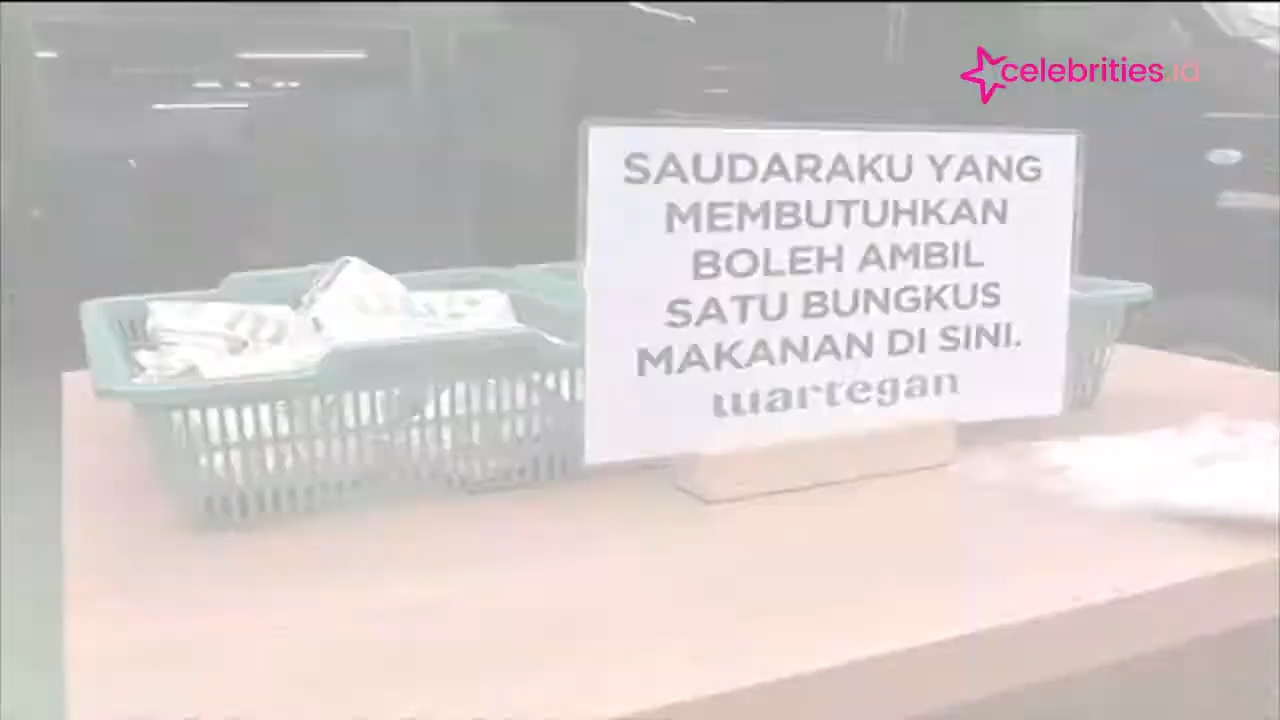 celebrities.id
SAUDARAKU YANG
MEMBUTUHKAN
BOLEH AMBIL
SATU BUNGKUS
MAKANAN DI SINI.
wartegan